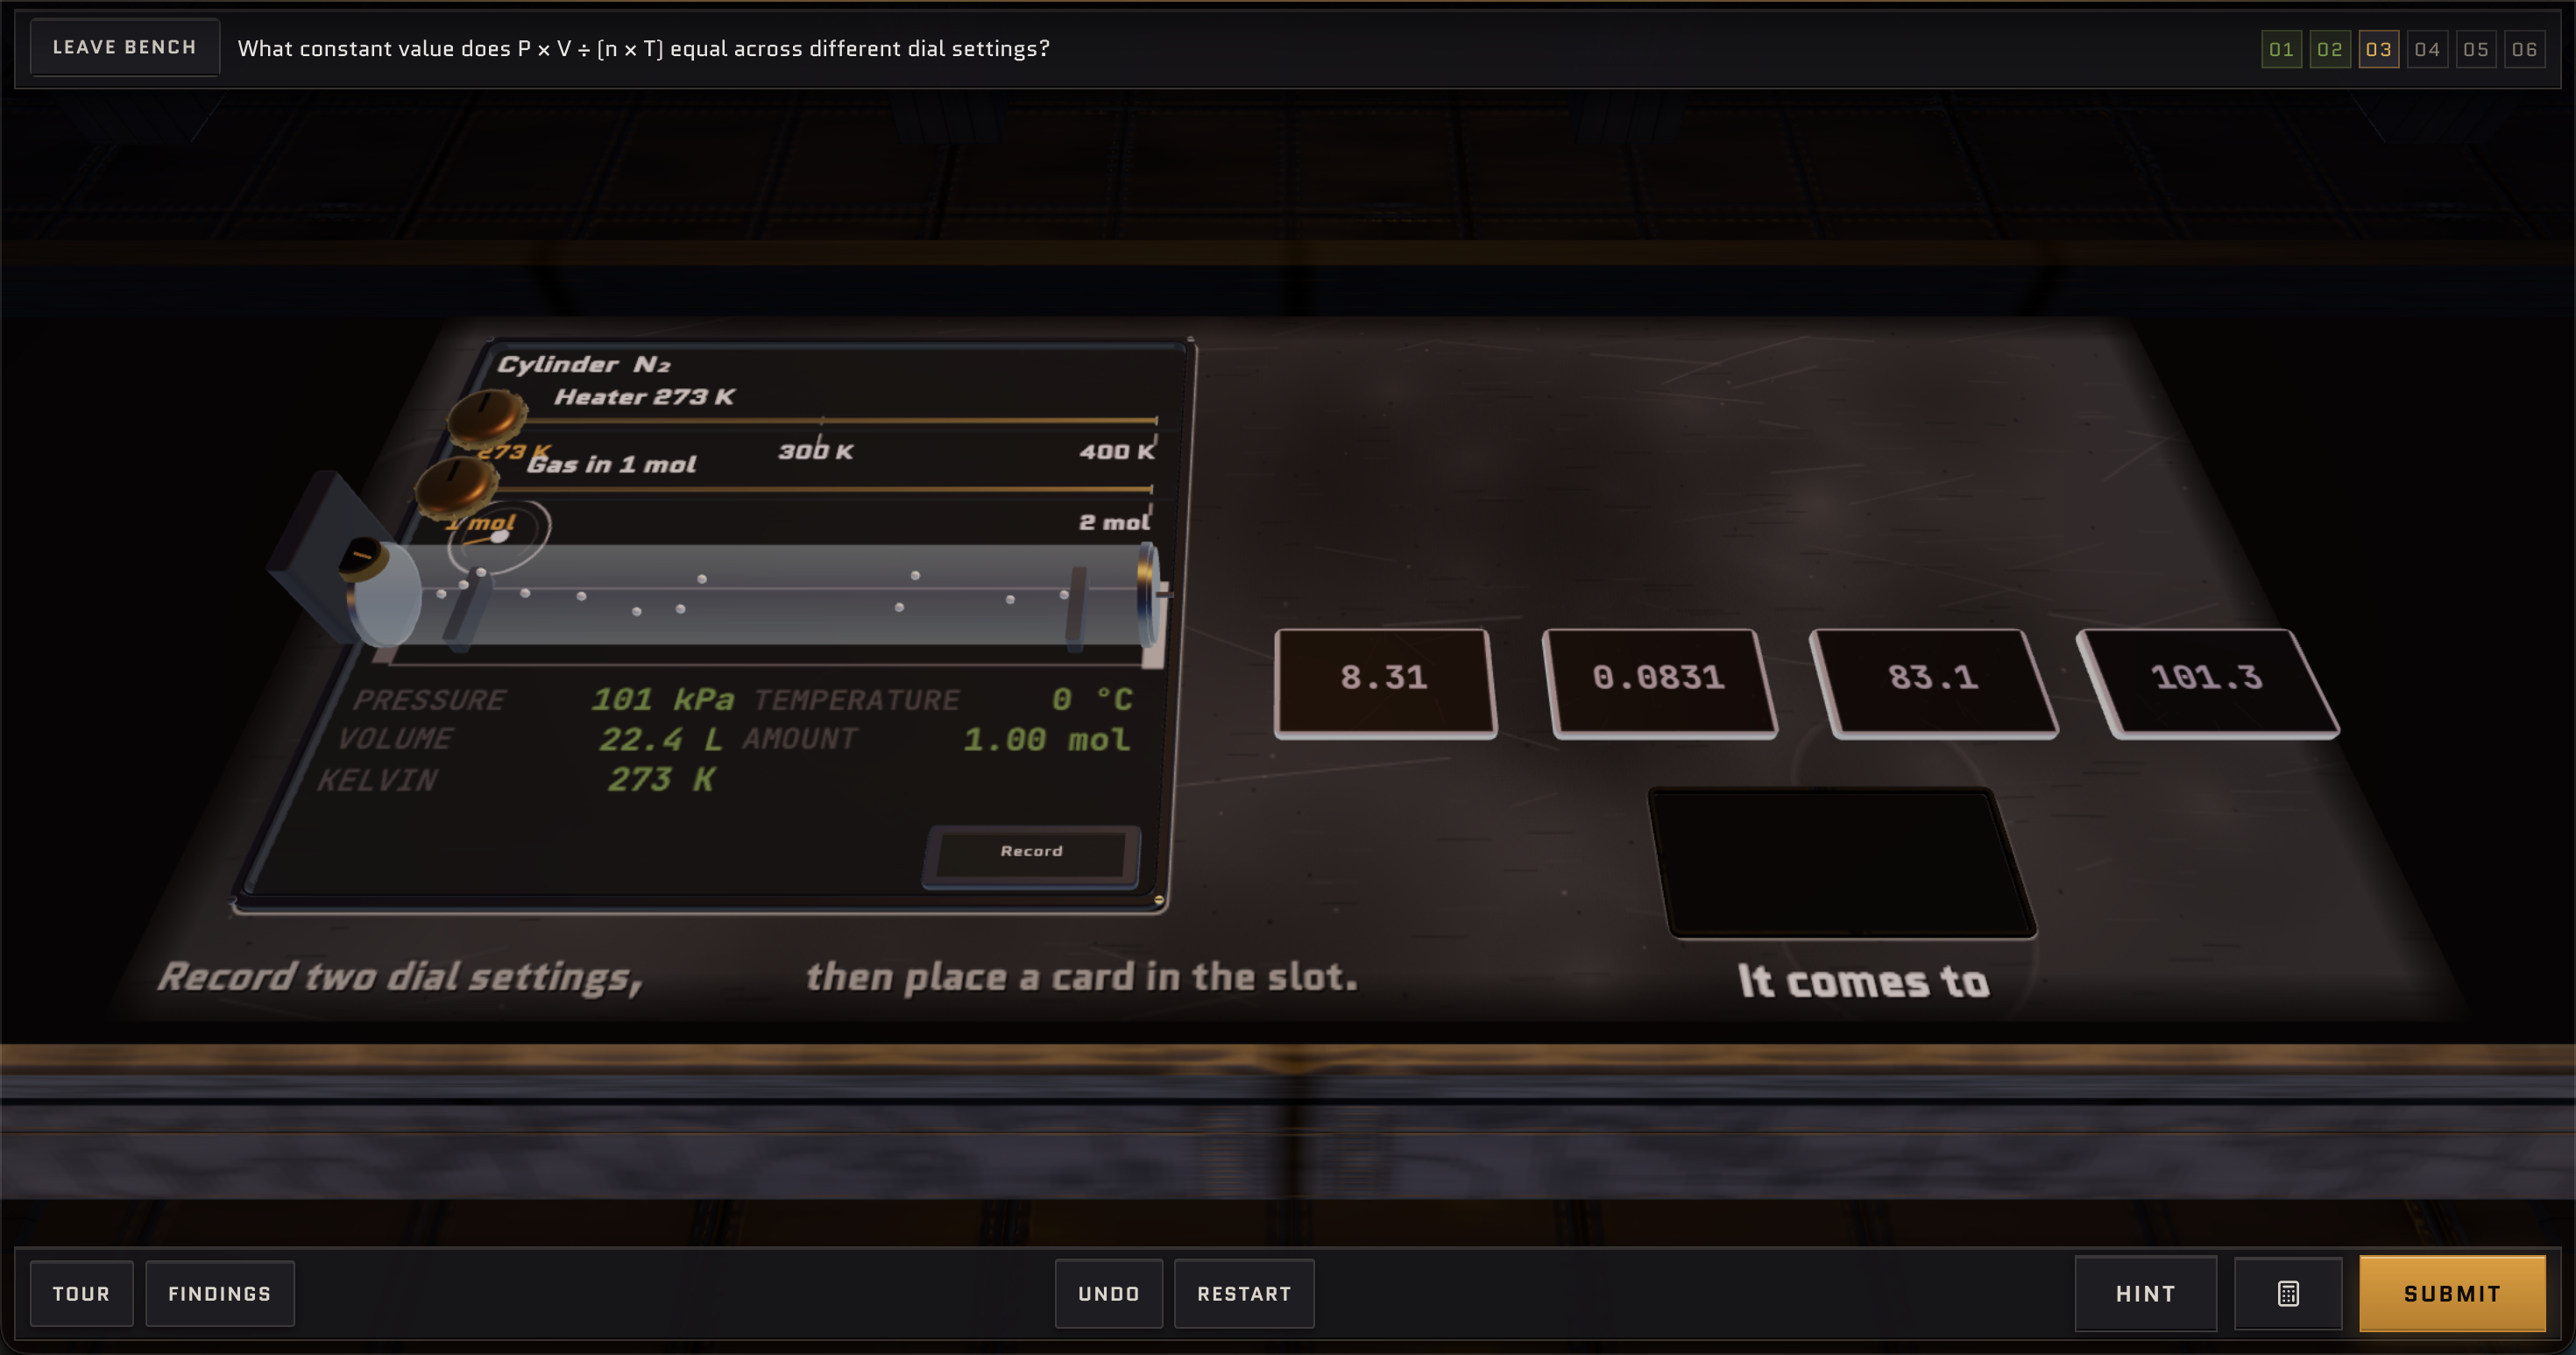 LEAVE BENCH
What constant value does P × V ÷ (n × T) equal across different dial settings?
01 02 03 04 05 06
Cylinder N₂
Heater 273 K
273 K 300 K 400 K
Gas in 1 mol
1 mol 2 mol
PRESSURE 101 kPa TEMPERATURE 0 °C
VOLUME 22.4 L AMOUNT 1.00 mol
KELVIN 273 K
Record
8.31 0.0831 83.1 101.3
Record two dial settings, then place a card in the slot.
It comes to
TOUR FINDINGS UNDO RESTART HINT SUBMIT